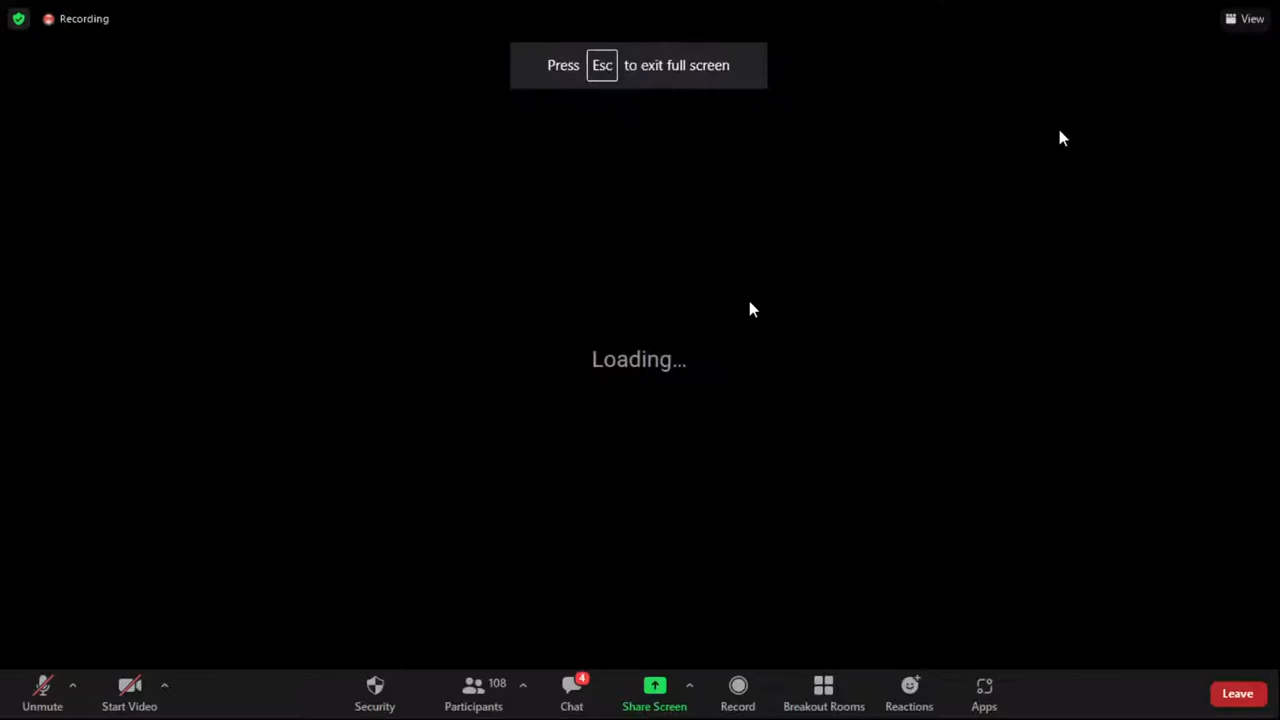 Recording
View
Press Esc to exit full screen
Loading...
Unmute
Start Video
Security
108
Participants
4
Chat
Share Screen
Record
Breakout Rooms
Reactions
Apps
Leave